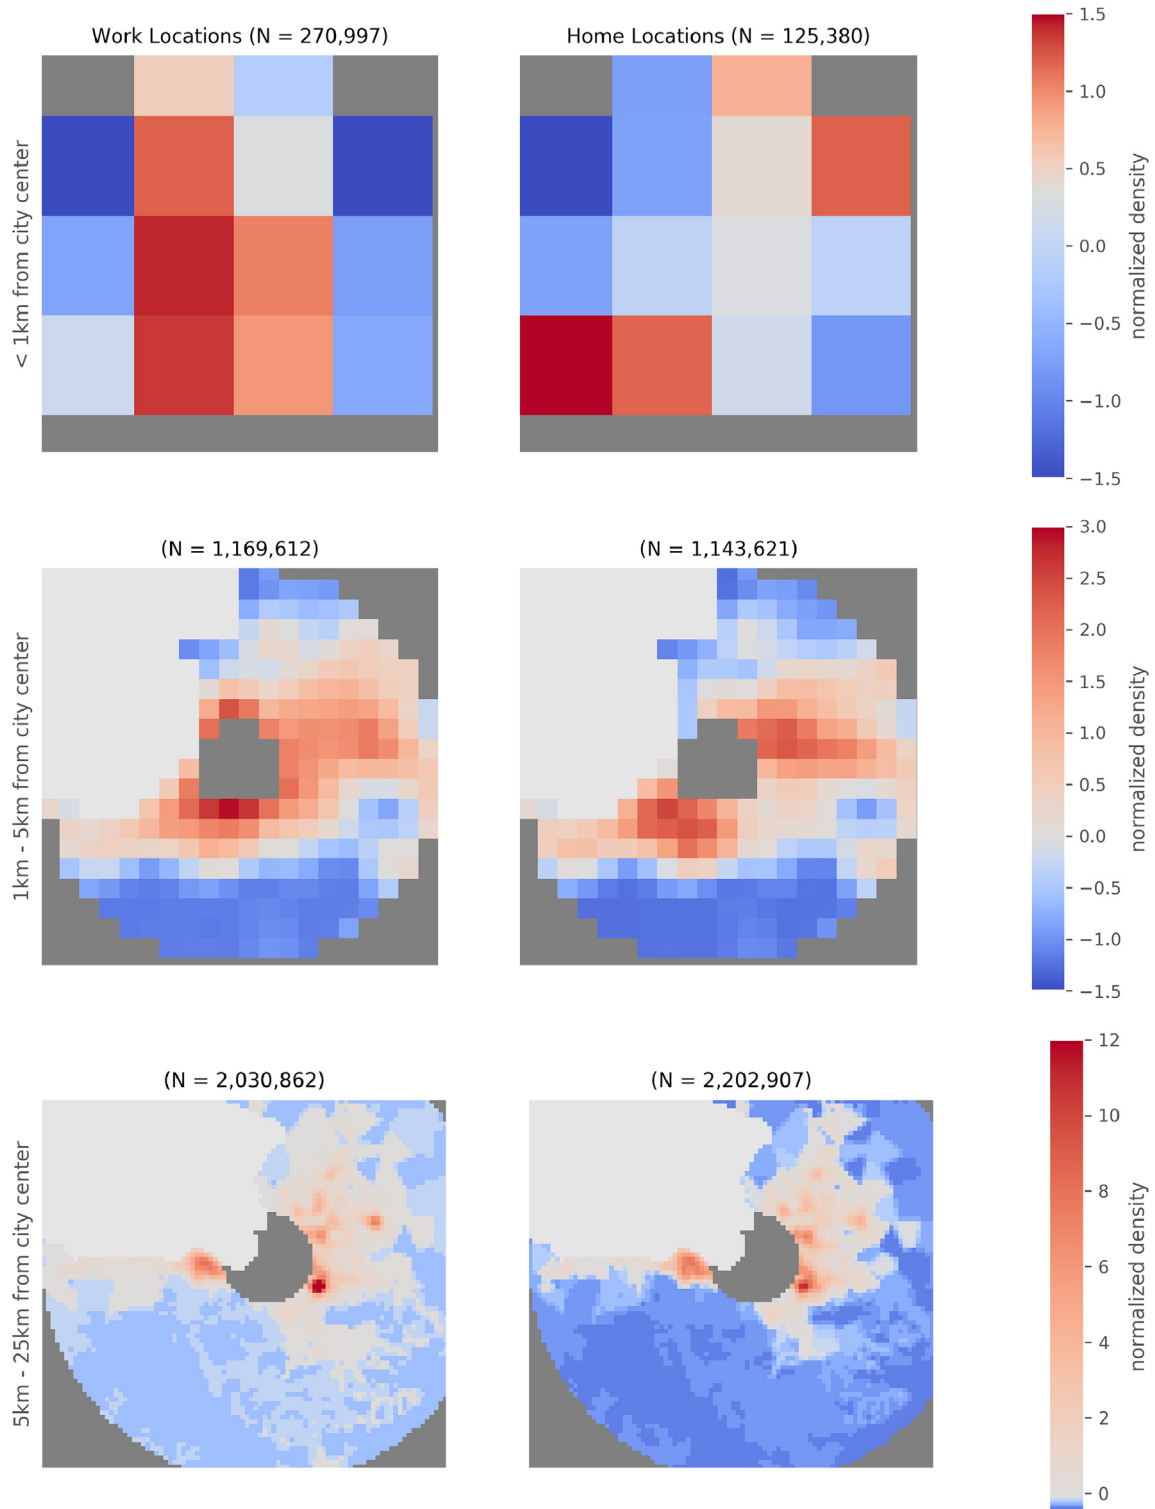 Work Locations (N = 270,997)
Home Locations (N = 125,380)
< 1km from city center
1.5
1.0
0.5
0.0
−0.5
−1.0
−1.5
normalized density
(N = 1,169,612)
(N = 1,143,621)
1km - 5km from city center
3.0
2.5
2.0
1.5
1.0
0.5
0.0
−0.5
−1.0
−1.5
normalized density
(N = 2,030,862)
(N = 2,202,907)
5km - 25km from city center
12
10
8
6
4
2
0
normalized density